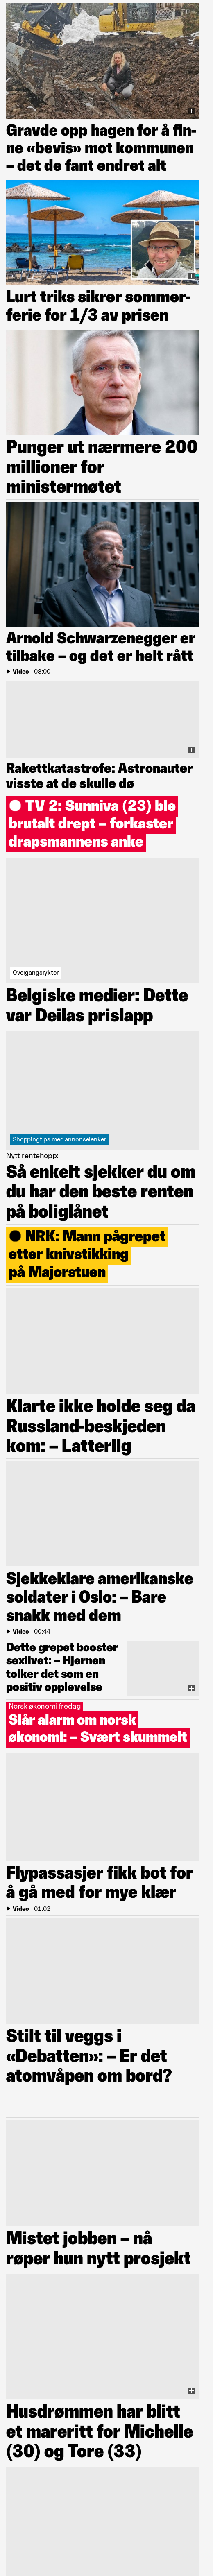 Gravde opp hagen for å fin-
ne «bevis» mot kommunen
– det de fant endret alt
Lurt triks sikrer sommer-
ferie for 1/3 av prisen
Punger ut nærmere 200
millioner for
ministermøtet
Arnold Schwarzenegger er
tilbake – og det er helt rått
Video | 08:00
Rakettkatastrofe: Astronauter
visste at de skulle dø
TV 2: Sunniva (23) ble
brutalt drept – forkaster
drapsmannens anke
Overgangsrykter
Belgiske medier: Dette
var Deilas prislapp
Shoppingtips med annonselenker
Nytt rentehopp:
Så enkelt sjekker du om
du har den beste renten
på boliglånet
NRK: Mann pågrepet
etter knivstikking
på Majorstuen
Klarte ikke holde seg da
Russland-beskjeden
kom: – Latterlig
Sjekkeklare amerikanske
soldater i Oslo: – Bare
snakk med dem
Video | 00:44
Dette grepet booster
sexlivet: – Hjernen
tolker det som en
positiv opplevelse
Norsk økonomi fredag
Slår alarm om norsk
økonomi: – Svært skummelt
Flypassasjer fikk bot for
å gå med for mye klær
Video | 01:02
Stilt til veggs i
«Debatten»: – Er det
atomvåpen om bord?
Mistet jobben – nå
røper hun nytt prosjekt
Husdrømmen har blitt
et mareritt for Michelle
(30) og Tore (33)